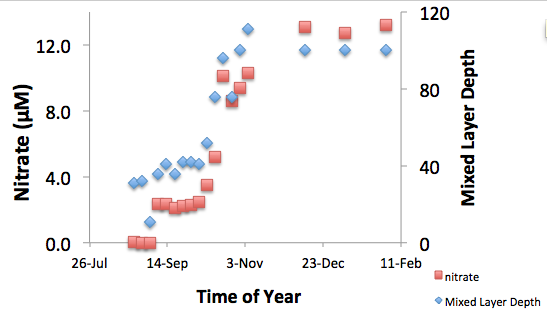 12.0
8.0
4.0
0.0
Nitrate (µM)
120
80
40
0
Mixed Layer Depth
26-Jul
14-Sep
3-Nov
23-Dec
11-Feb
Time of Year
nitrate
Mixed Layer Depth